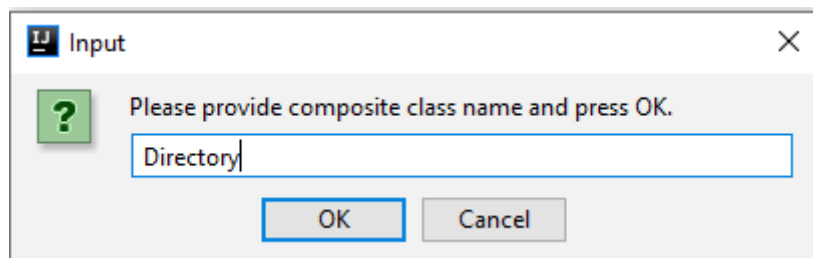 IJ Input
Please provide composite class name and press OK.
?
Directory
OK Cancel